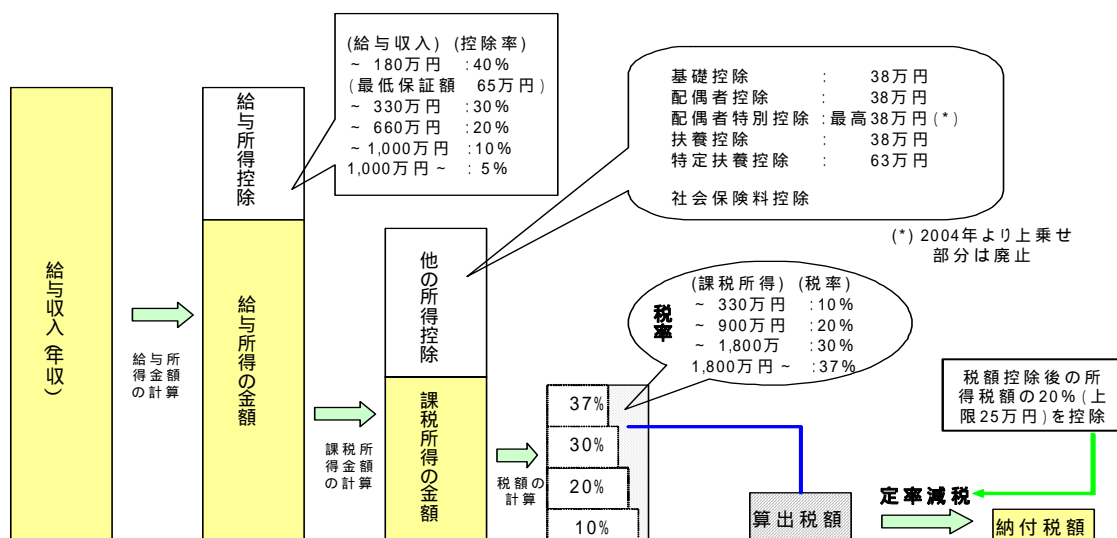 給与収入(年収)
給与所
得金額
の計算
給与所得控除
給与所得の金額
(給与収入) (控除率)
~ 180万円 :40%
(最低保証額 65万円)
~ 330万円 :30%
~ 660万円 :20%
~ 1,000万円 :10%
1,000万円 ~ : 5%
課税所
得金額
の計算
他の所得控除
課税所得の金額
基礎控除 : 38万円
配偶者控除 : 38万円
配偶者特別控除 :最高38万円(*)
扶養控除 : 38万円
特定扶養控除 : 63万円
社会保険料控除
(*) 2004年より上乗せ
部分は廃止
税額の
計算
税率
(課税所得) (税率)
~ 330万円 :10%
~ 900万円 :20%
~ 1,800万 :30%
1,800万円 ~ :37%
37%
30%
20%
10%
算出税額
定率減税
税額控除後の所
得税額の20%(上
限25万円)を控除
納付税額